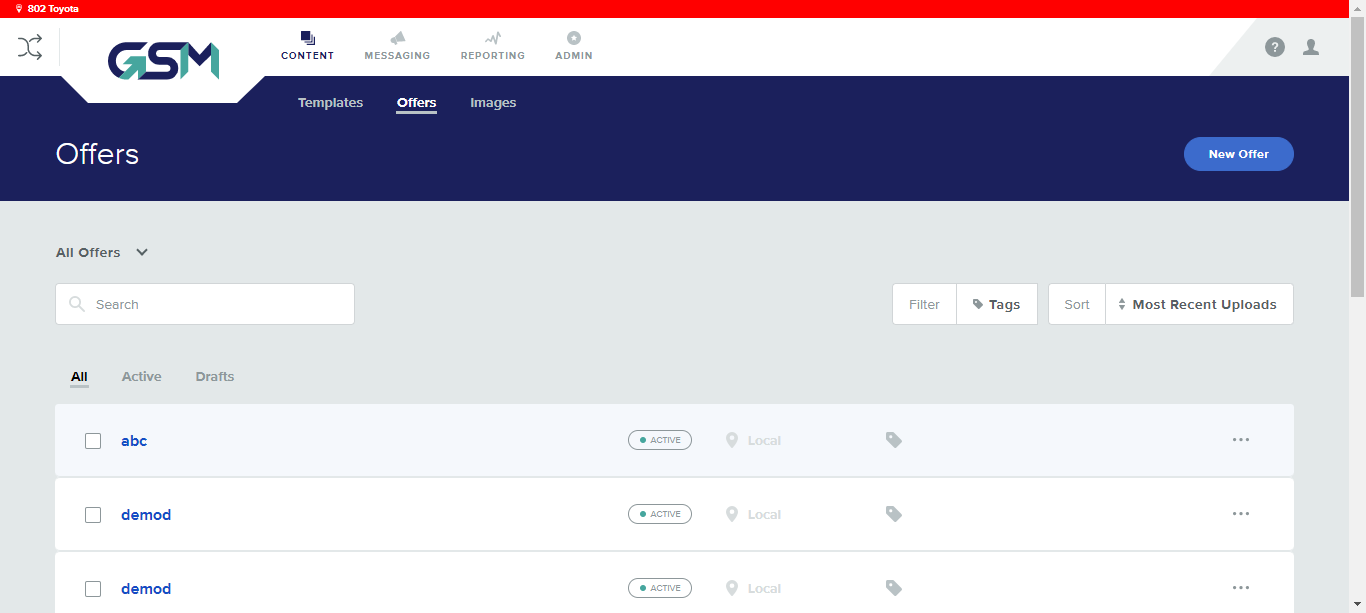 802 Toyota
GSM
CONTENT
MESSAGING
REPORTING
ADMIN
?
Templates
Offers
Images
Offers
New Offer
All Offers
Search
Filter
Tags
Sort
Most Recent Uploads
All
Active
Drafts
abc
ACTIVE
Local
demod
ACTIVE
Local
demod
ACTIVE
Local